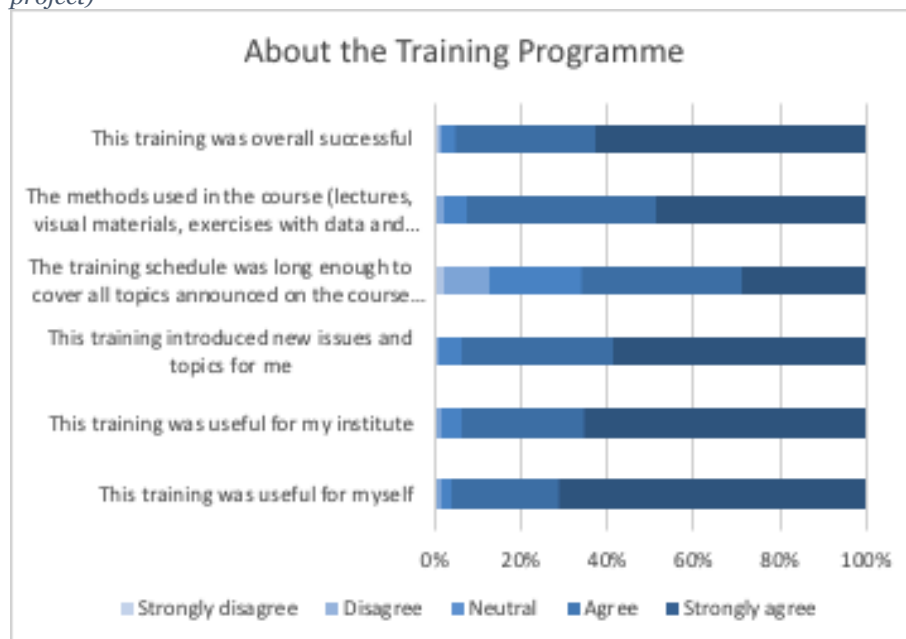 project)
About the Training Programme
This training was overall successful
The methods used in the course (lectures,
visual materials, exercises with data and...
The training schedule was long enough to
cover all topics announced on the course...
This training introduced new issues and
topics for me
This training was useful for my institute
This training was useful for myself
0% 20% 40% 60% 80% 100%
Strongly disagree Disagree Neutral Agree Strongly agree